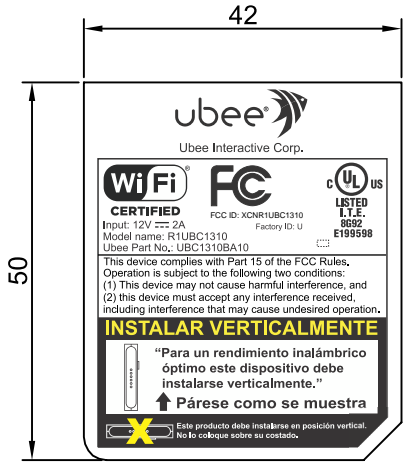 42
50
ubee
Ubee Interactive Corp.
Wi Fi
CERTIFIED
FC
FCC ID: XCNR1UBC1310
Factory ID: U
c UL US
LISTED
I.T.E.
8G92
E199598
Input: 12V 2A
Model name: R1UBC1310
Ubee Part No.: UBC1310BA10
This device complies with Part 15 of the FCC Rules.
Operation is subject to the following two conditions:
(1) This device may not cause harmful interference, and
(2) this device must accept any interference received,
including interference that may cause undesired operation.
INSTALAR VERTICALMENTE
“Para un rendimiento inalámbrico
óptimo este dispositivo debe
instalarse verticalmente.”
Párese como se muestra
Este producto debe instalarse en posición vertical.
No lo coloque sobre su costado.